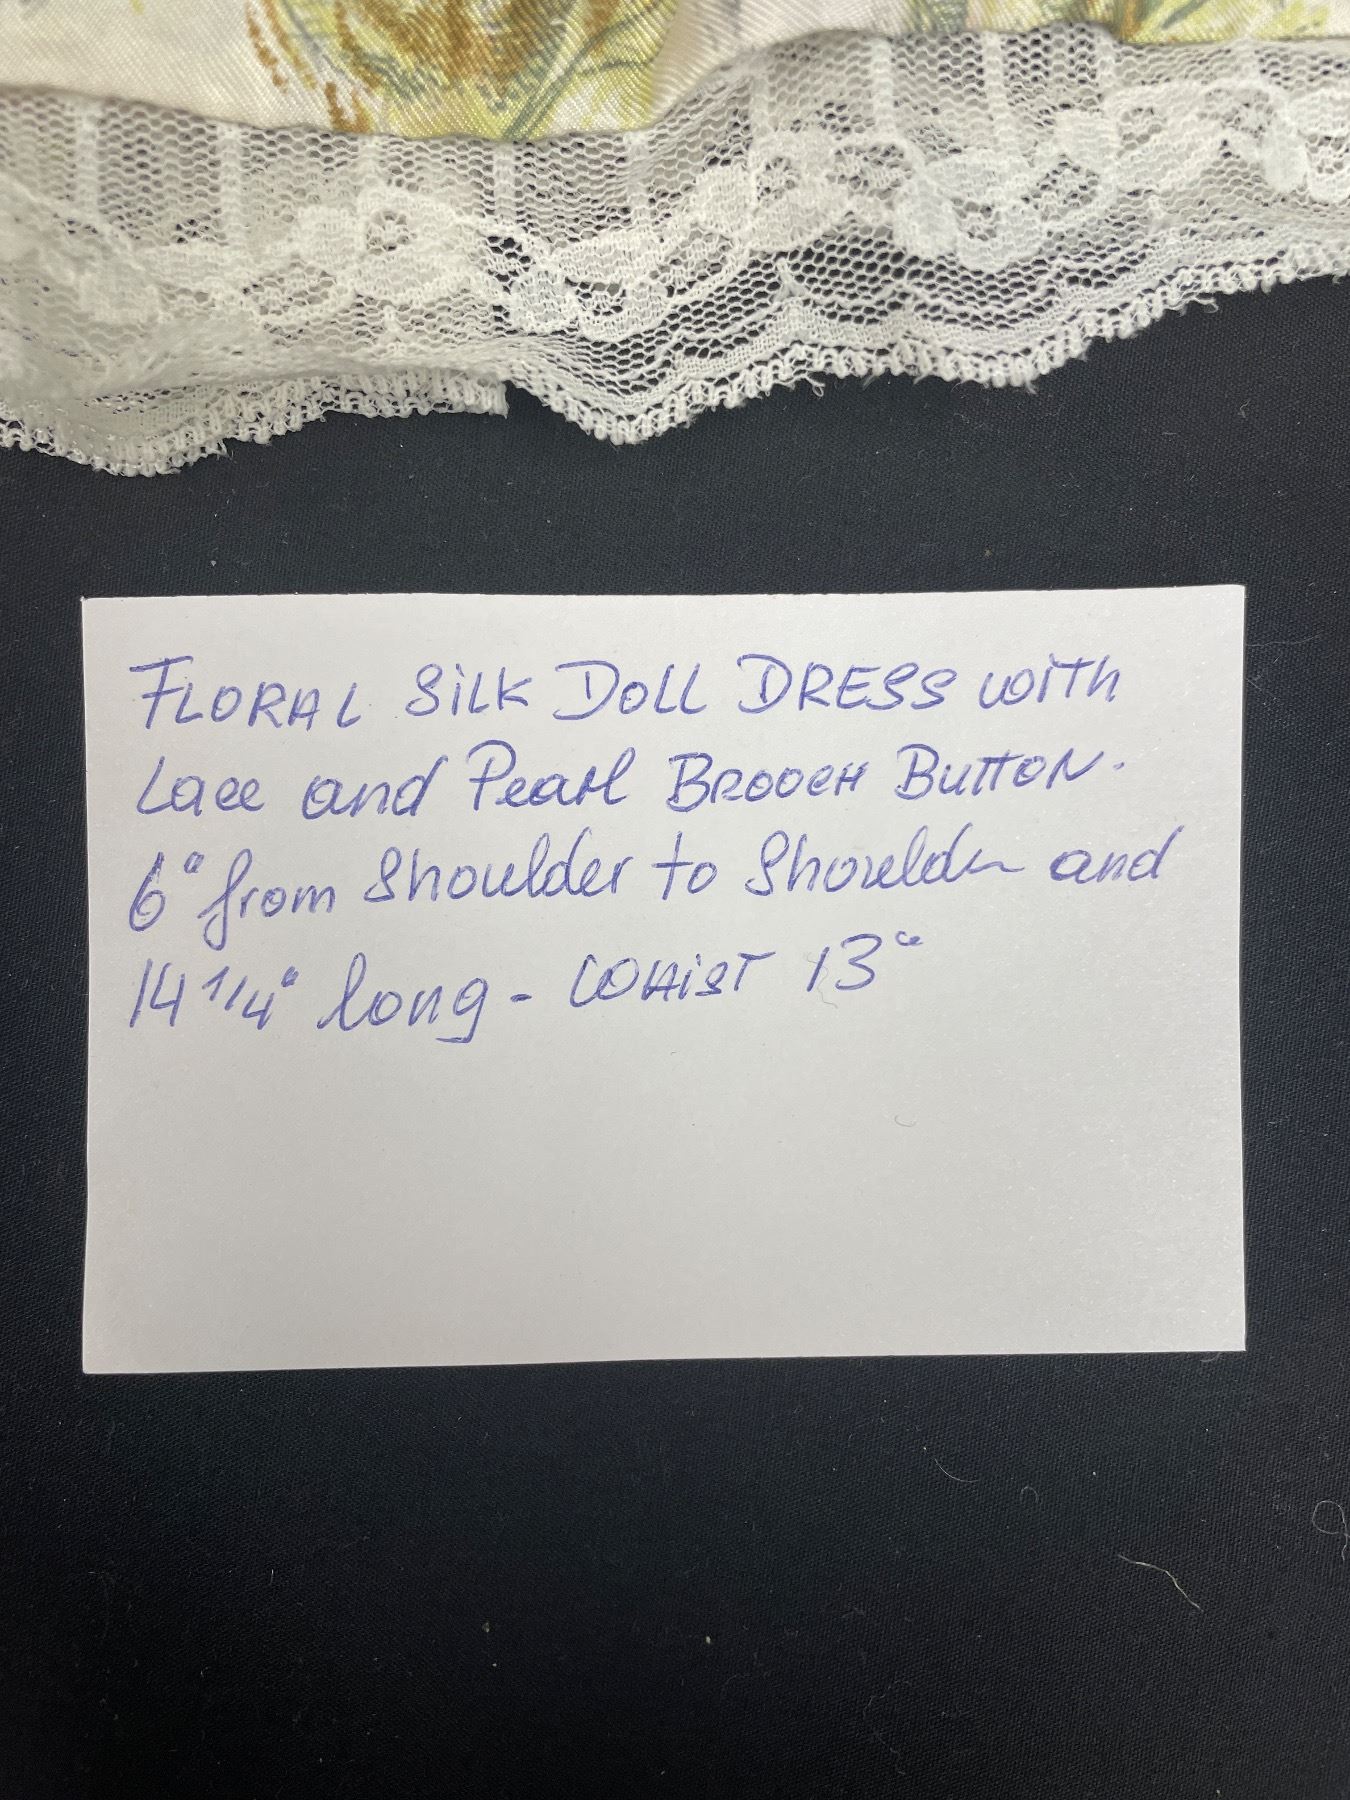 FLORAL SiLK DOLL DRESS with
Lace and Pearl BROOCH BUTTON.
6" from Shoulder to Shoulder and
14 1/4" long - WAIST 13"